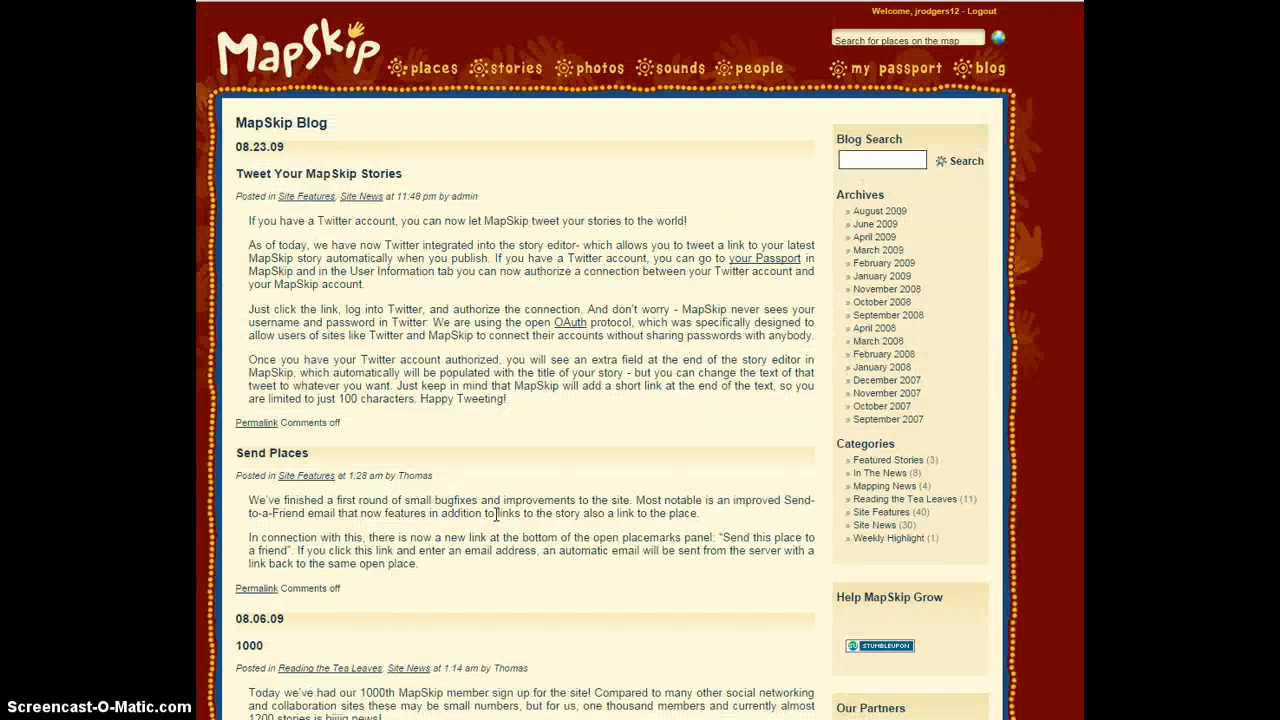 Welcome, jrodgers12 - Logout
MapSkip
Search for places on the map
places stories photos sounds people my passport blog
MapSkip Blog
08.23.09
Tweet Your MapSkip Stories
Posted in Site Features, Site News at 11:48 pm by admin
If you have a Twitter account, you can now let MapSkip tweet your stories to the world!
As of today, we have now Twitter integrated into the story editor- which allows you to tweet a link to your latest
MapSkip story automatically when you publish. If you have a Twitter account, you can go to your Passport in
MapSkip and in the User Information tab you can now authorize a connection between your Twitter account and
your MapSkip account.
Just click the link, log into Twitter, and authorize the connection. And don't worry - MapSkip never sees your
username and password in Twitter. We are using the open OAuth protocol, which was specifically designed to
allow users of sites like Twitter and MapSkip to connect their accounts without sharing passwords with anybody.
Once you have your Twitter account authorized, you will see an extra field at the end of the story editor in
MapSkip, which automatically will be populated with the title of your story - but you can change the text of that
tweet to whatever you want. Just keep in mind that MapSkip will add a short link at the end of the text, so you
are limited to just 100 characters. Happy Tweeting!
Permalink Comments off
Send Places
Posted in Site Features at 1:28 am by Thomas
We've finished a first round of small bugfixes and improvements to the site. Most notable is an improved Send-
to-a-Friend email that now features in addition to links to the story also a link to the place.
In connection with this, there is now a new link at the bottom of the open placemarks panel: "Send this place to
a friend". If you click this link and enter an email address, an automatic email will be sent from the server with a
link back to the same open place.
Permalink Comments off
08.06.09
1000
Posted in Reading the Tea Leaves, Site News at 1:14 am by Thomas
Today we've had our 1000th MapSkip member sign up for the site! Compared to many other social networking
and collaboration sites these may be small numbers, but for us, one thousand members and currently almost
1200 stories is biiiig news!
Blog Search
Search
Archives
» August 2009
» June 2009
» April 2009
» March 2009
» February 2009
» January 2009
» November 2008
» October 2008
» September 2008
» April 2008
» March 2008
» February 2008
» January 2008
» December 2007
» November 2007
» October 2007
» September 2007
Categories
» Featured Stories (3)
» In The News (8)
» Mapping News (4)
» Reading the Tea Leaves (11)
» Site Features (40)
» Site News (30)
» Weekly Highlight (1)
Help MapSkip Grow
STUMBLEUPON
Our Partners
Screencast-O-Matic.com